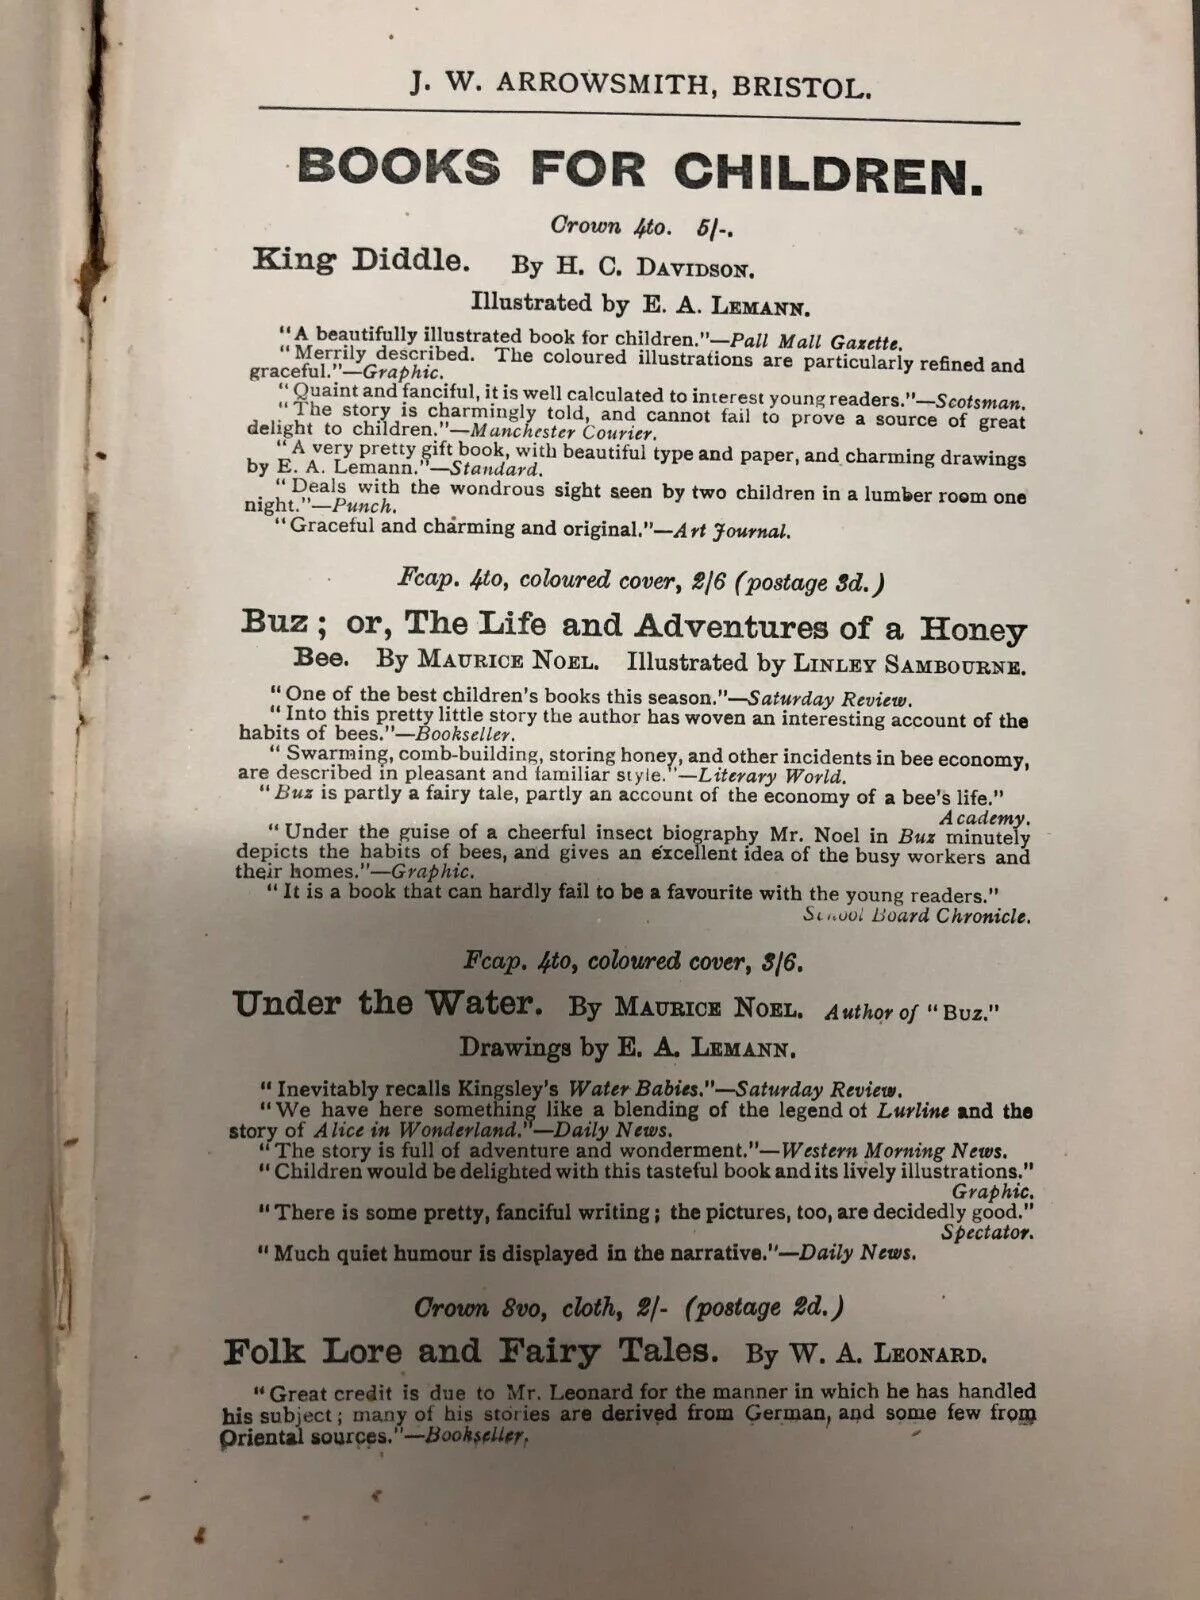 J. W. ARROWSMITH, BRISTOL.
BOOKS FOR CHILDREN.
Crown 4to. 5/-.
King Diddle. By H. C. DAVIDSON.
Illustrated by E. A. LEMANN.
"A beautifully illustrated book for children."—Pall Mall Gazette.
"Merrily described. The coloured illustrations are particularly refined and
graceful."—Graphic.
"Quaint and fanciful, it is well calculated to interest young readers."—Scotsman.
"The story is charmingly told, and cannot fail to prove a source of great
delight to children."—Manchester Courier.
"A very pretty gift book, with beautiful type and paper, and charming drawings
by E. A. Lemann."—Standard.
"Deals with the wondrous sight seen by two children in a lumber room one
night."—Punch.
"Graceful and charming and original."—Art Journal.
Fcap. 4to, coloured cover, 2/6 (postage 3d.)
Buz; or, The Life and Adventures of a Honey
Bee. By MAURICE NOEL. Illustrated by LINLEY SAMBOURNE.
"One of the best children's books this season."—Saturday Review.
"Into this pretty little story the author has woven an interesting account of the
habits of bees."—Bookseller.
"Swarming, comb-building, storing honey, and other incidents in bee economy,
are described in pleasant and familiar style."—Literary World.
"Buz is partly a fairy tale, partly an account of the economy of a bee's life."
Academy.
"Under the guise of a cheerful insect biography Mr. Noel in Buz minutely
depicts the habits of bees, and gives an excellent idea of the busy workers and
their homes."—Graphic.
"It is a book that can hardly fail to be a favourite with the young readers."
School Board Chronicle.
Fcap. 4to, coloured cover, 3/6.
Under the Water. By MAURICE NOEL. Author of "Buz."
Drawings by E. A. LEMANN.
"Inevitably recalls Kingsley's Water Babies."—Saturday Review.
"We have here something like a blending of the legend of Lurline and the
story of Alice in Wonderland."—Daily News.
"The story is full of adventure and wonderment."—Western Morning News.
"Children would be delighted with this tasteful book and its lively illustrations."
Graphic.
"There is some pretty, fanciful writing; the pictures, too, are decidedly good."
Spectator.
"Much quiet humour is displayed in the narrative."—Daily News.
Crown 8vo, cloth, 2/- (postage 2d.)
Folk Lore and Fairy Tales. By W. A. LEONARD.
"Great credit is due to Mr. Leonard for the manner in which he has handled
his subject; many of his stories are derived from German, and some few from
Oriental sources."—Bookseller.